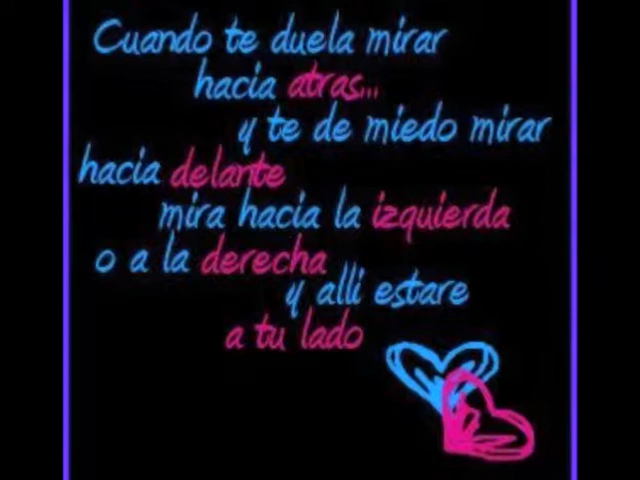 Cuando te duela mirar
hacia atras...
y te de miedo mirar
hacia delante
mira hacia la izquierda
o a la derecha
y alli estare
a tu lado